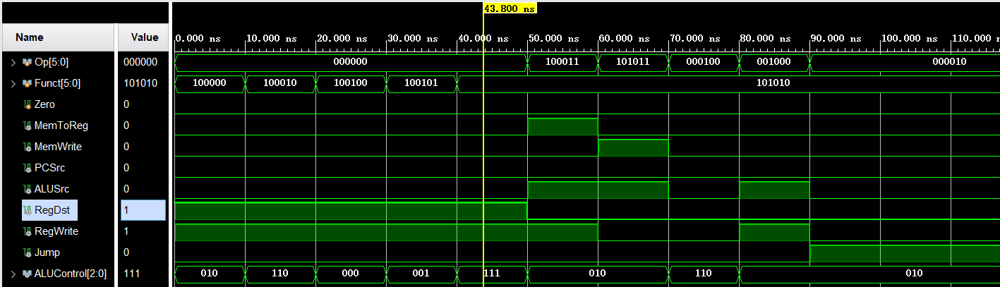 43.800 ns
Name Value
0.000 ns 10.000 ns 20.000 ns 30.000 ns 40.000 ns 50.000 ns 60.000 ns 70.000 ns 80.000 ns 90.000 ns 100.000 ns 110.000
Op[5:0] 000000 000000 100011 101011 000100 001000 000010
Funct[5:0] 101010 100000 100010 100100 100101 101010
Zero 0
MemToReg 0
MemWrite 0
PCSrc 0
ALUSrc 0
RegDst 1
RegWrite 1
Jump 0
ALUControl[2:0] 111 010 110 000 001 111 010 110 010